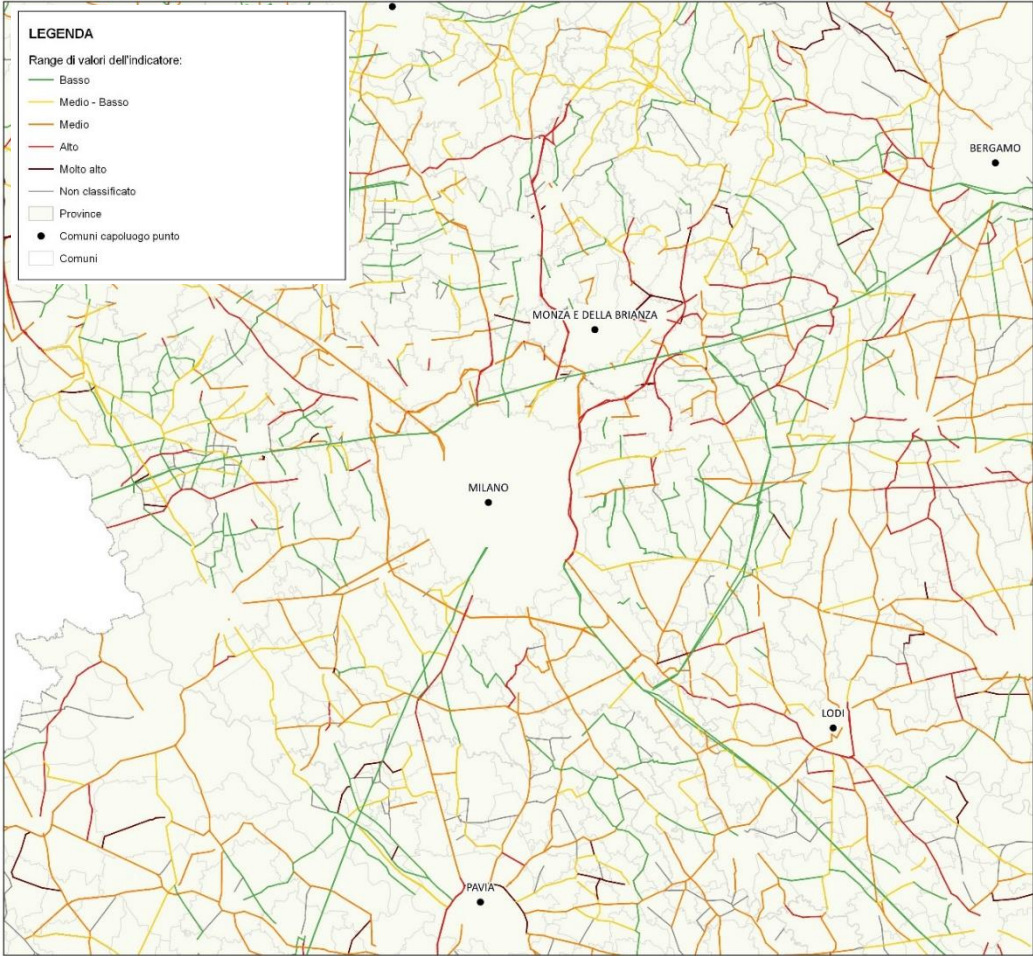 LEGENDA
Range di valori dell'indicatore:
Basso
Medio - Basso
Medio
Alto
Molto alto
Non classificato
Province
Comuni capoluogo punto
Comuni
BERGAMO
MONZA E DELLA BRIANZA
MILANO
LODI
PAVIA